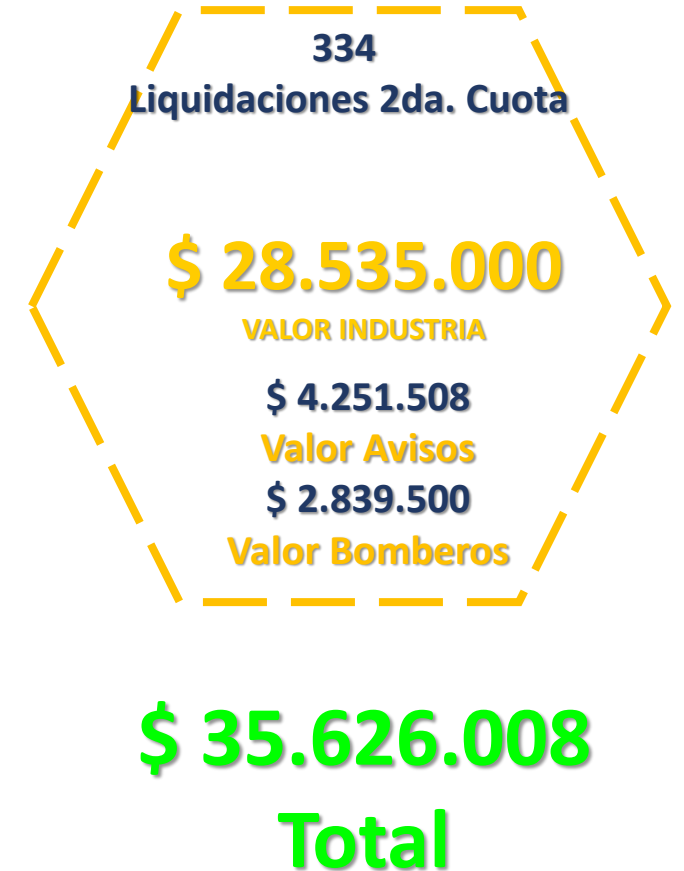 334
Liquidaciones 2da. Cuota
$ 28.535.000
VALOR INDUSTRIA
$ 4.251.508
Valor Avisos
$ 2.839.500
Valor Bomberos
$ 35.626.008
Total